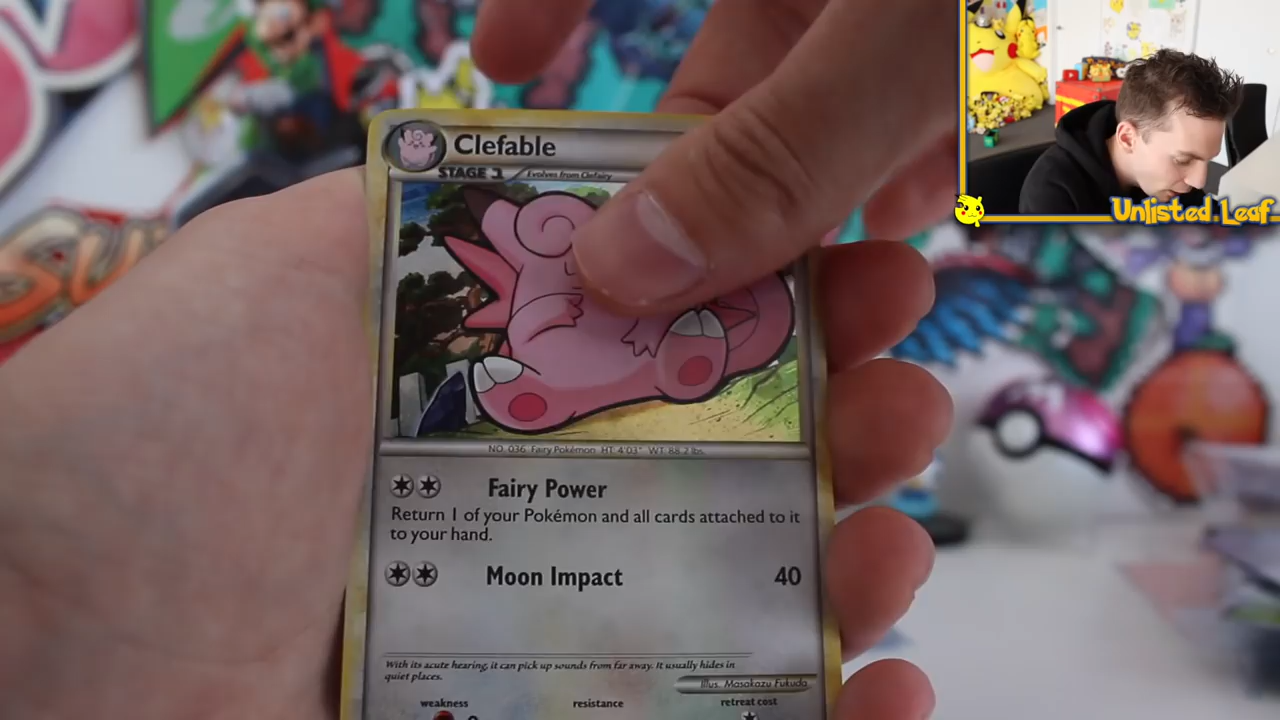 Clefable
STAGE 1 Evolves from Clefairy
Unlisted.Leaf
NO. 036 Fairy Pokémon HT: 4'03" WT: 88.2 lbs.
Fairy Power
Return 1 of your Pokémon and all cards attached to it
to your hand.
Moon Impact 40
With its acute hearing, it can pick up sounds from far away. It usually hides in
quiet places.
Illus. Masakazu Fukuda
weakness resistance retreat cost